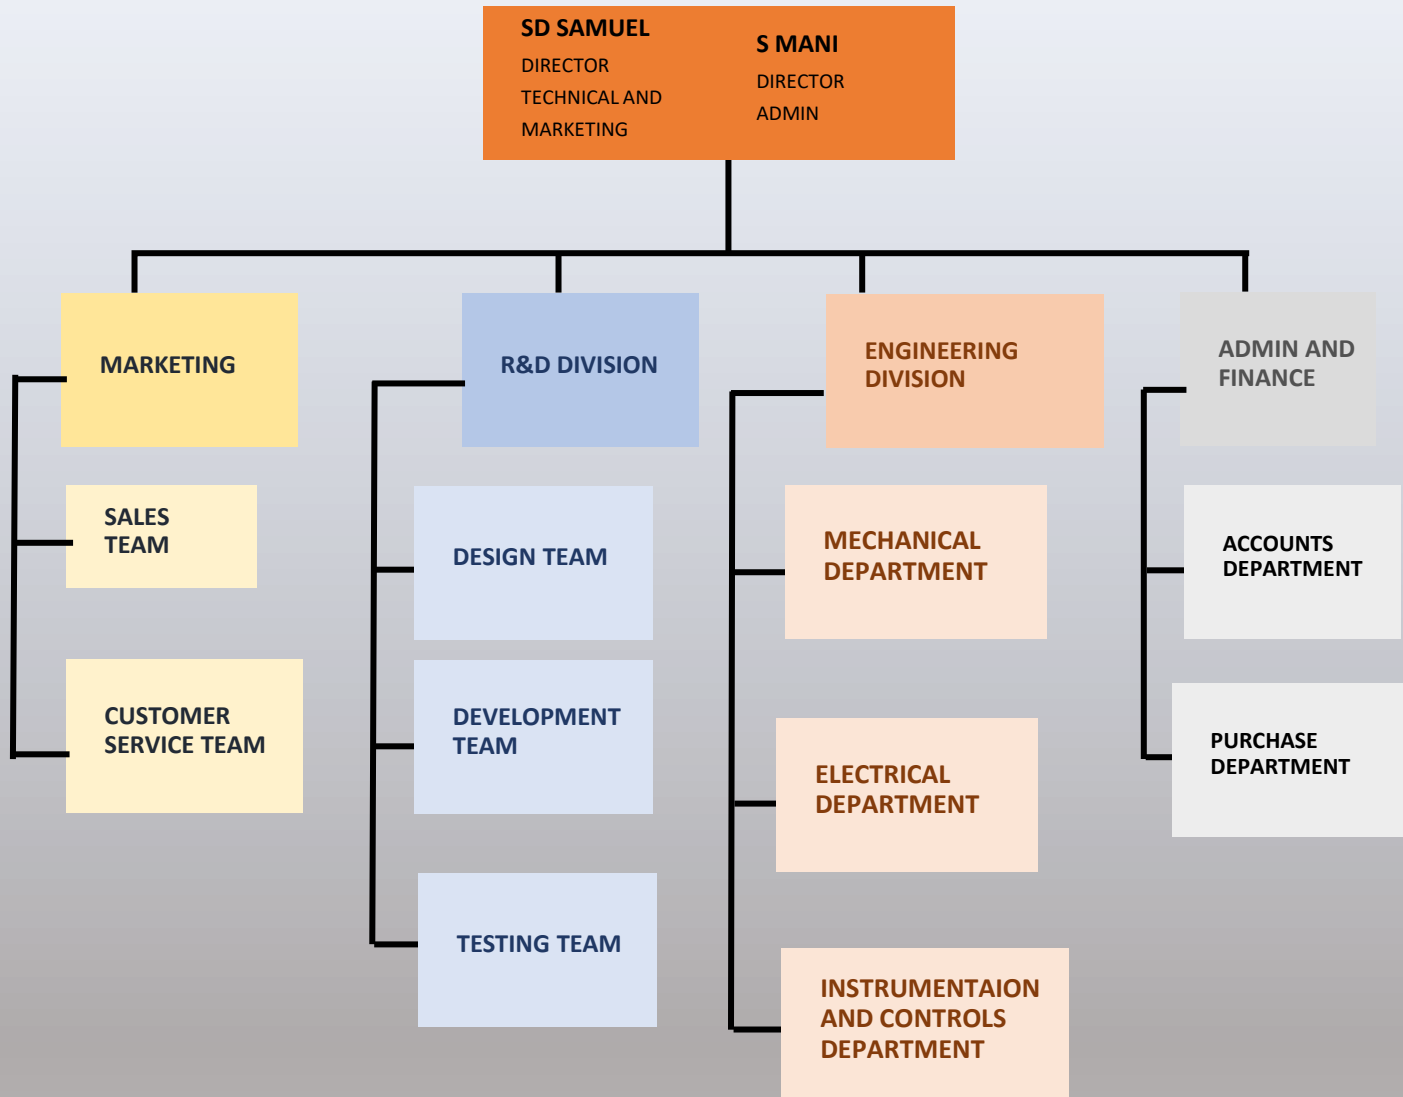 SD SAMUEL
DIRECTOR
TECHNICAL AND
MARKETING
S MANI
DIRECTOR
ADMIN
MARKETING
SALES
TEAM
CUSTOMER
SERVICE TEAM
R&D DIVISION
DESIGN TEAM
DEVELOPMENT
TEAM
TESTING TEAM
ENGINEERING
DIVISION
MECHANICAL
DEPARTMENT
ELECTRICAL
DEPARTMENT
INSTRUMENTAION
AND CONTROLS
DEPARTMENT
ADMIN AND
FINANCE
ACCOUNTS
DEPARTMENT
PURCHASE
DEPARTMENT